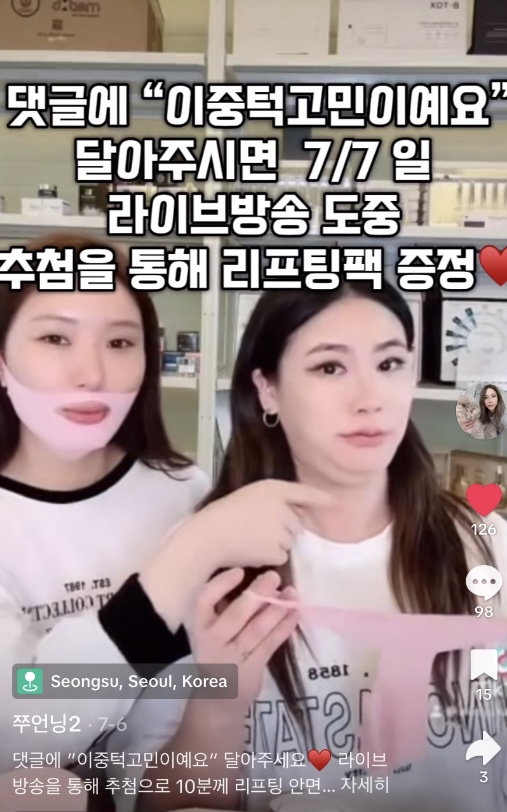 댓글에 “이중턱고민이예요”
달아주시면 7/7 일
라이브방송 도중
추첨을 통해 리프팅팩 증정❤️
126
98
15
3
Seongsu, Seoul, Korea
쭈언닝2 · 7-6
댓글에 “이중턱고민이예요“ 달아주세요❤️ 라이브
방송을 통해 추첨으로 10분께 리프팅 안면... 자세히
EST. 1987
1858